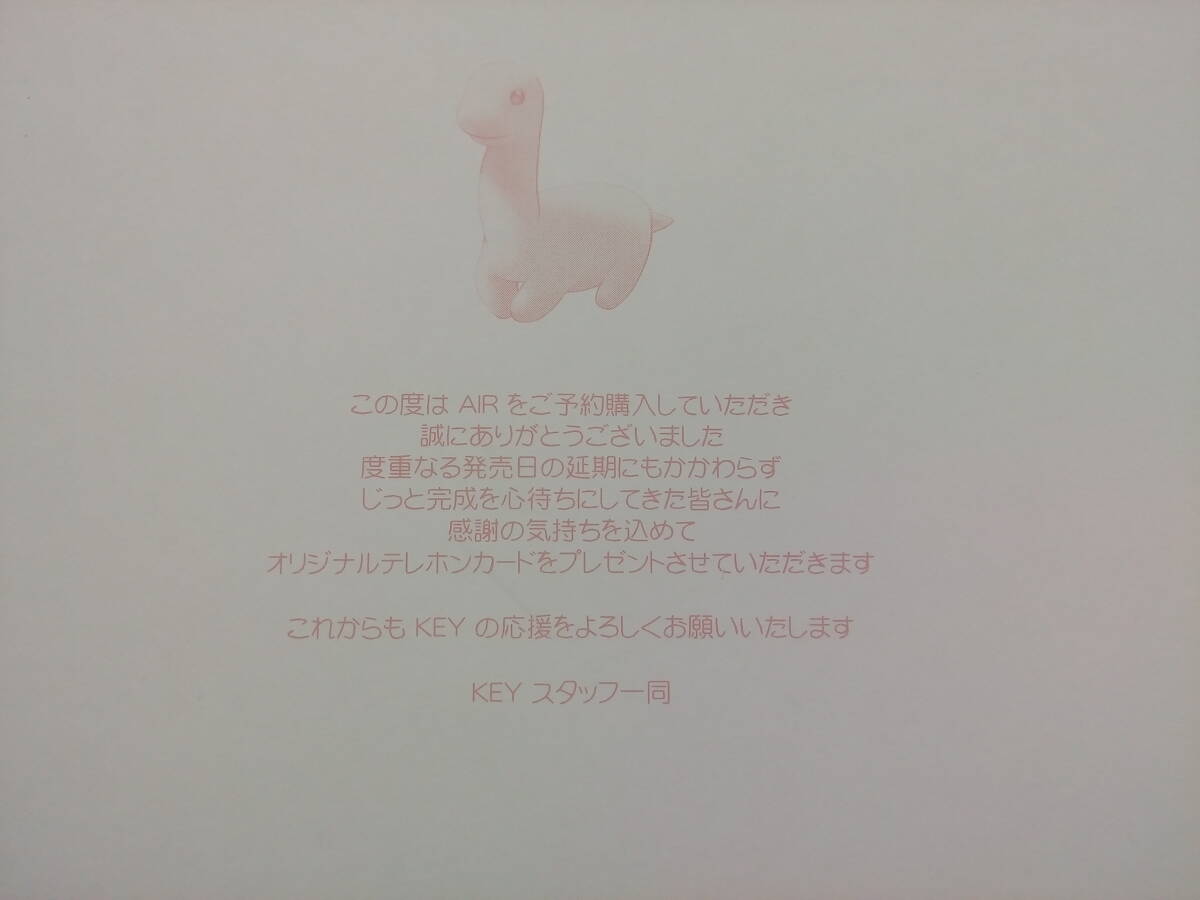 この度は AIR をご予約購入していただき
誠にありがとうございました
度重なる発売日の延期にもかかわらず
じっと完成を心待ちにしてきた皆さんに
感謝の気持ちを込めて
オリジナルテレホンカードをプレゼントさせていただきます
これからも KEY の応援をよろしくお願いいたします
KEY スタッフ一同